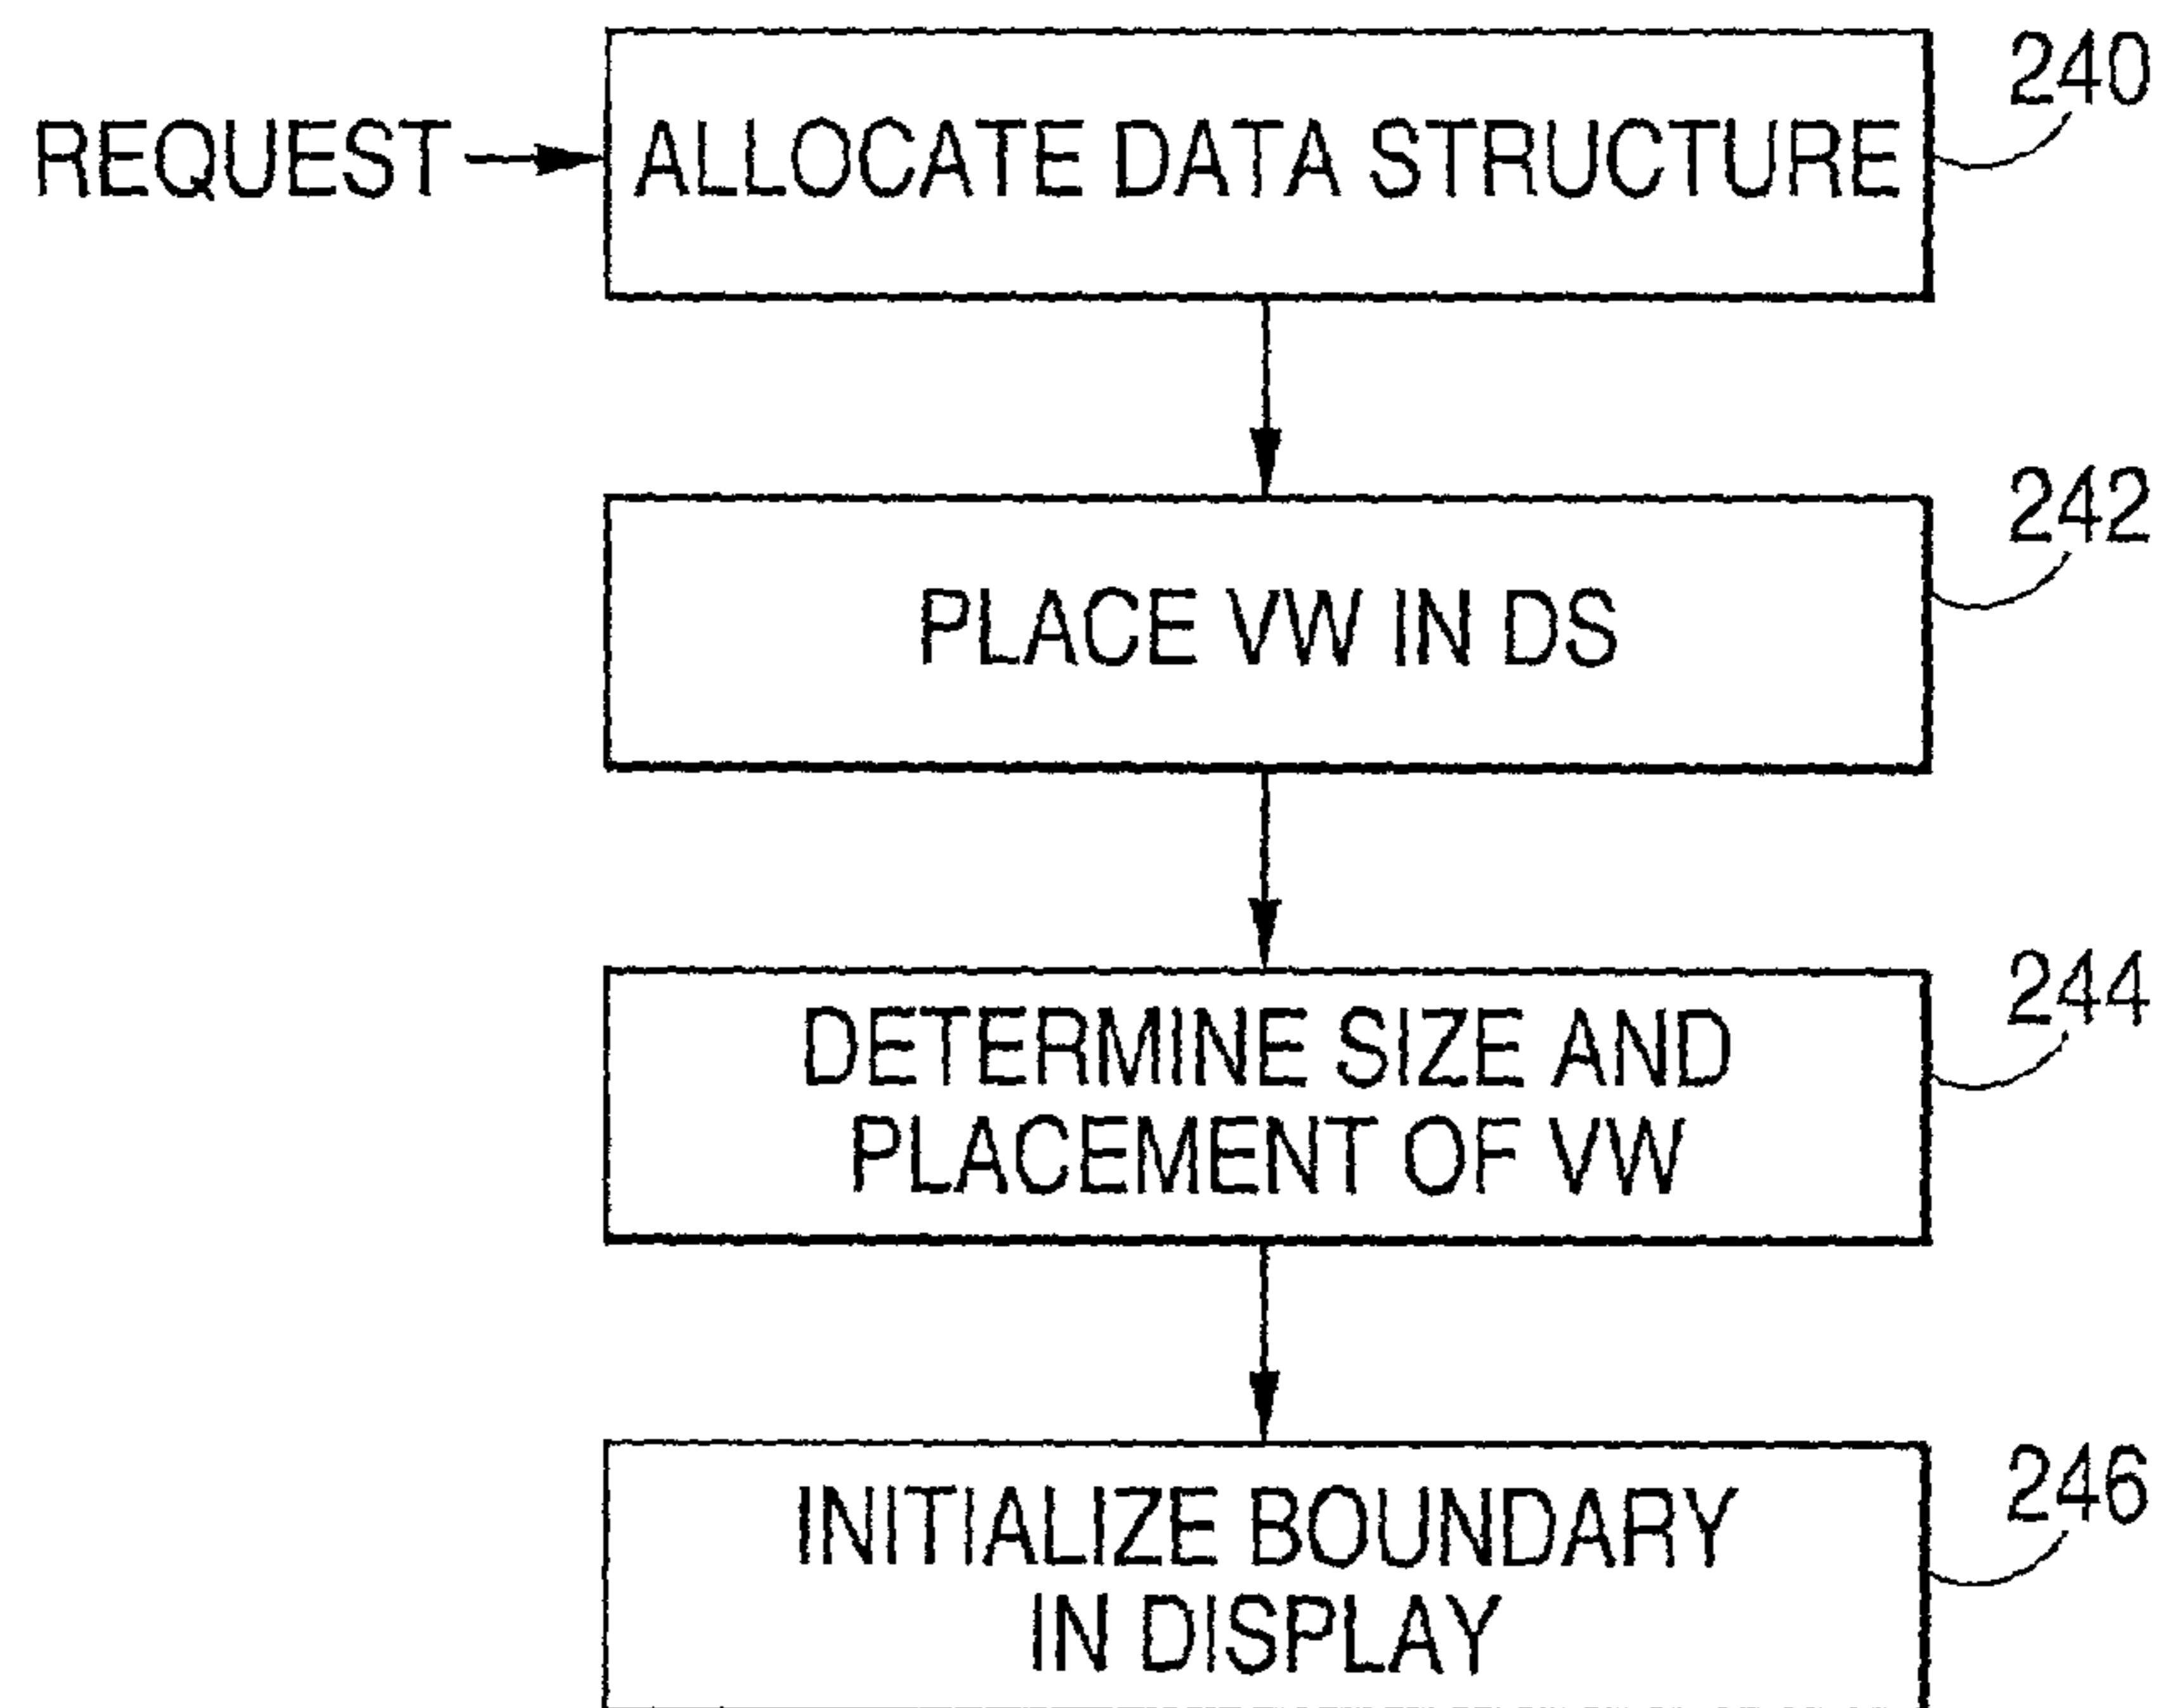 240
REQUEST
ALLOCATE DATA STRUCTURE
242
PLACE VW IN DS
244
DETERMINE SIZE AND
PLACEMENT OF VW
246
INITIALIZE BOUNDARY
IN DISPLAY